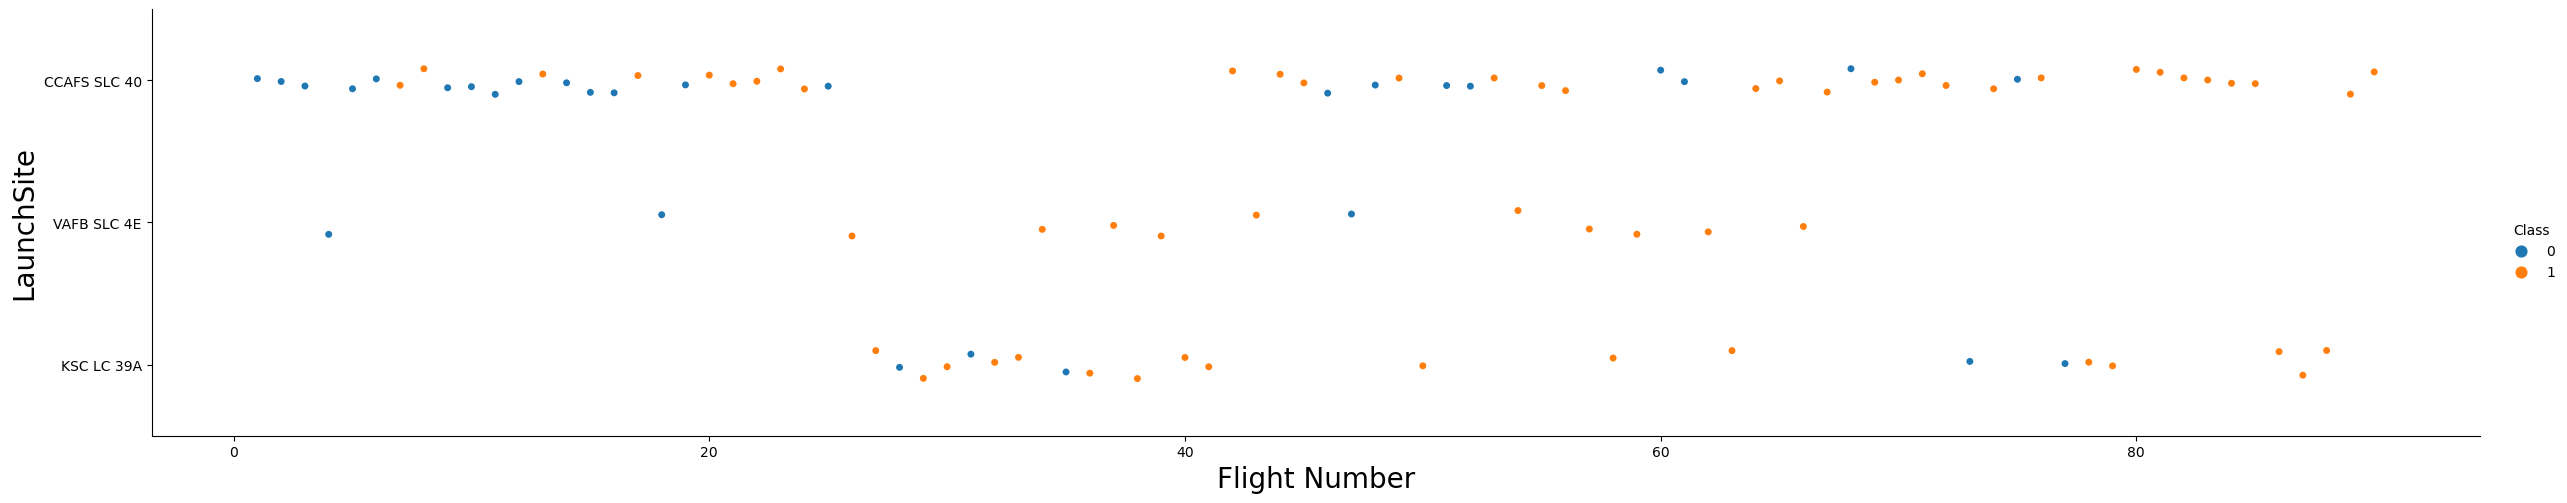 LaunchSite
CCAFS SLC 40
VAFB SLC 4E
KSC LC 39A
0 20 40 60 80
Flight Number
Class
0
1